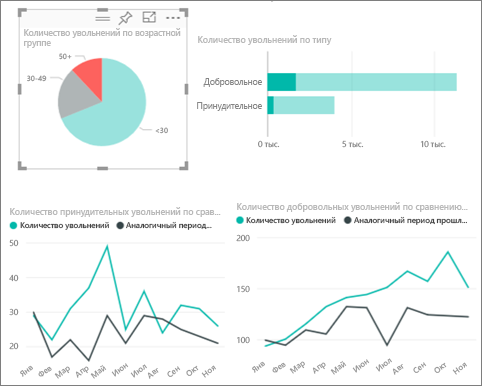 Количество увольнений по возрастной
группе
50+
30-49
<30
Количество увольнений по типу
Добровольное
Принудительное
0 тыс.
5 тыс.
10 тыс.
Количество принудительных увольнений по срав...
Количество увольнений
Аналогичный период...
50
40
30
20
Янв
Фев
Мар
Апр
Май
Июн
Июл
Авг
Сен
Окт
Ноя
Количество добровольных увольнений по сравнению...
Количество увольнений
Аналогичный период прошл...
200
150
100
Янв
Фев
Мар
Апр
Май
Июн
Июл
Авг
Сен
Окт
Ноя